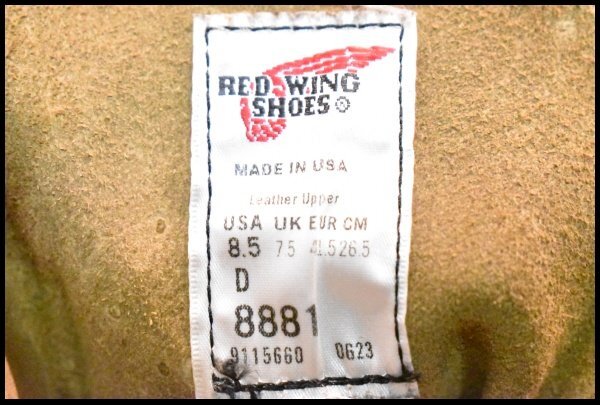 RED WING
SHOES ®
MADE IN USA
Leather Upper
USA UK EUR CM
8.5 7.5 41.5 26.5
D
8881
9115660 0623